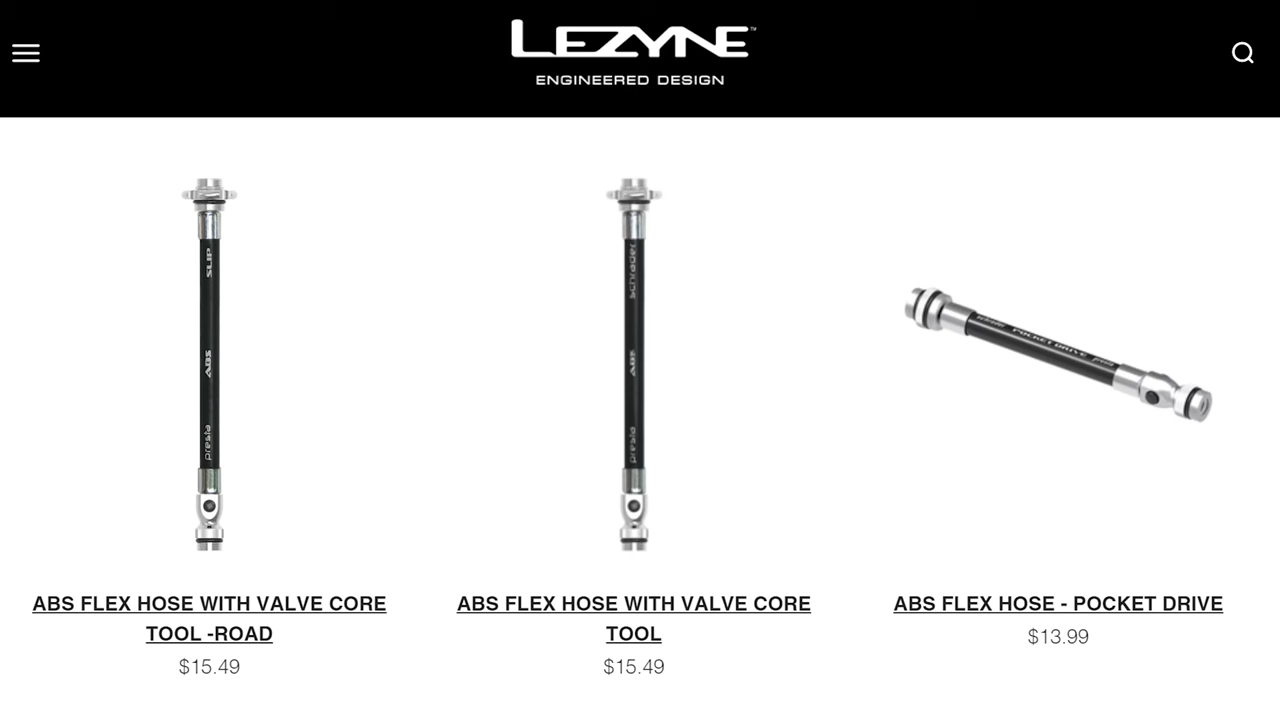 LEZYNE™
ENGINEERED DESIGN
SLIP
ABS
presta
schrader
ABS
presta
POCKET DRIVE
ABS FLEX HOSE WITH VALVE CORE
TOOL -ROAD
$15.49
ABS FLEX HOSE WITH VALVE CORE
TOOL
$15.49
ABS FLEX HOSE - POCKET DRIVE
$13.99